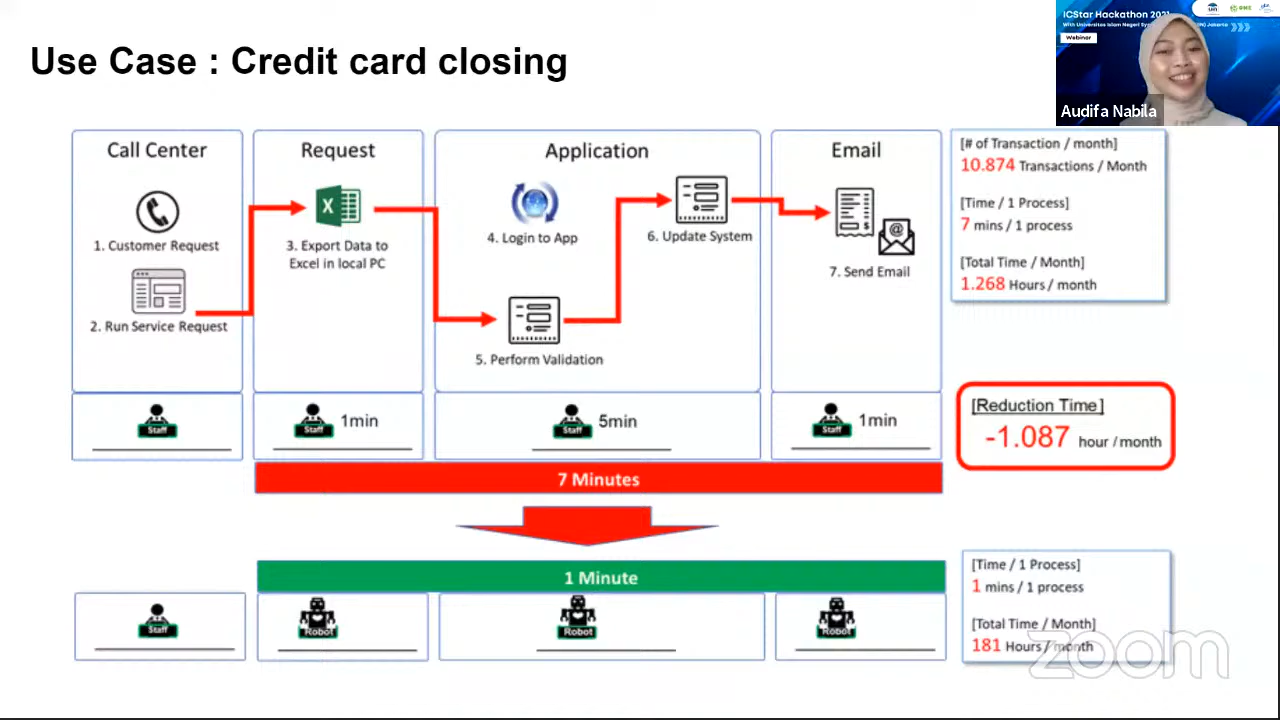 Use Case : Credit card closing
iCStar Hackathon 2021
Webinar
Audifa Nabila
Call Center
1. Customer Request
2. Run Service Request
Request
3. Export Data to
Excel in local PC
Application
4. Login to App
5. Perform Validation
6. Update System
Email
7. Send Email
[# of Transaction / month]
10.874 Transactions / Month
[Time / 1 Process]
7 mins / 1 process
[Total Time / Month]
1.268 Hours / month
Staff
Staff 1min
Staff 5min
Staff 1min
[Reduction Time]
-1.087 hour / month
7 Minutes
1 Minute
Staff
Robot
Robot
Robot
[Time / 1 Process]
1 mins / 1 process
[Total Time / Month]
181 Hours / month
zoom